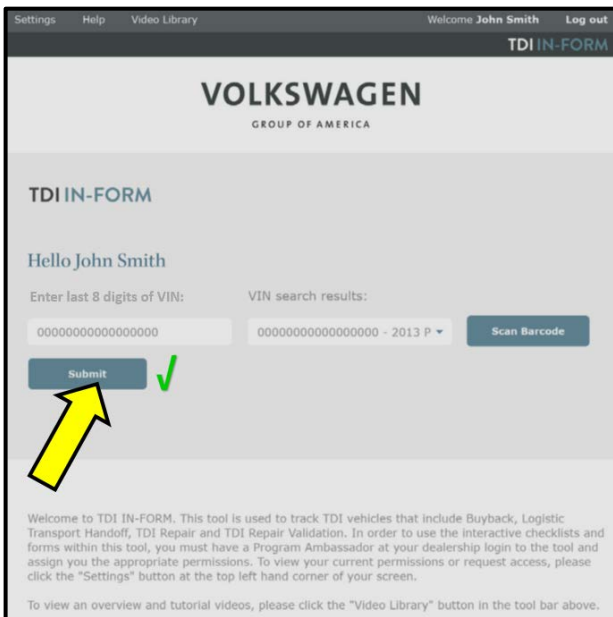 Settings Help Video Library Welcome John Smith Log out
TDI IN-FORM
VOLKSWAGEN
GROUP OF AMERICA
TDI IN-FORM
Hello John Smith
Enter last 8 digits of VIN: VIN search results:
00000000000000000 00000000000000000 - 2013 P Scan Barcode
Submit
Welcome to TDI IN-FORM. This tool is used to track TDI vehicles that include Buyback, Logistic
Transport Handoff, TDI Repair and TDI Repair Validation. In order to use the interactive checklists and
forms within this tool, you must have a Program Ambassador at your dealership login to the tool and
assign you the appropriate permissions. To view your current permissions or request access, please
click the "Settings" button at the top left hand corner of your screen.
To view an overview and tutorial videos, please click the "Video Library" button in the tool bar above.